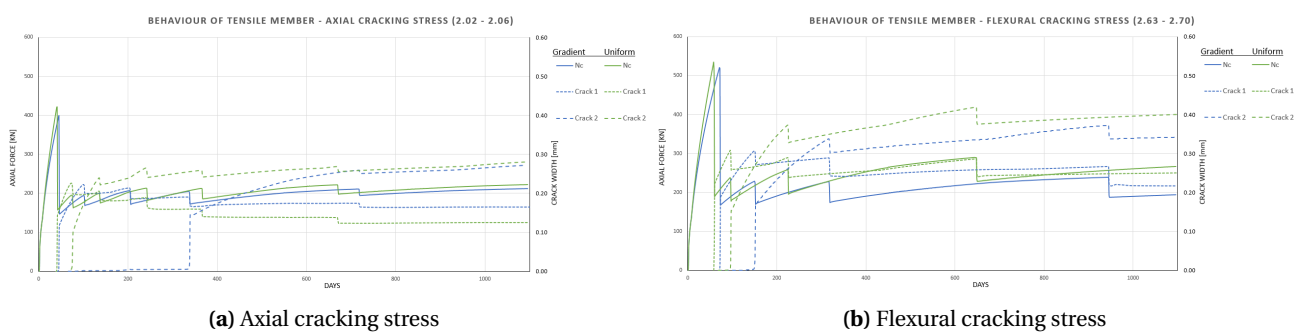 BEHAVIOUR OF TENSILE MEMBER - AXIAL CRACKING STRESS (2.02 - 2.06)
600
500
400
300
200
100
0
AXIAL FORCE [KN]
0.60
0.50
0.40
0.30
0.20
0.10
0.00
CRACK WIDTH [mm]
0 200 400 600 800 1000
DAYS
Gradient Uniform
Nc Nc
Crack 1 Crack 1
Crack 2 Crack 2
(a) Axial cracking stress
BEHAVIOUR OF TENSILE MEMBER - FLEXURAL CRACKING STRESS (2.63 - 2.70)
600
500
400
300
200
100
0
AXIAL FORCE [KN]
0.60
0.50
0.40
0.30
0.20
0.10
0.00
CRACK WIDTH [mm]
0 200 400 600 800 1000
DAYS
Gradient Uniform
Nc Nc
Crack 1 Crack 1
Crack 2 Crack 2
(b) Flexural cracking stress